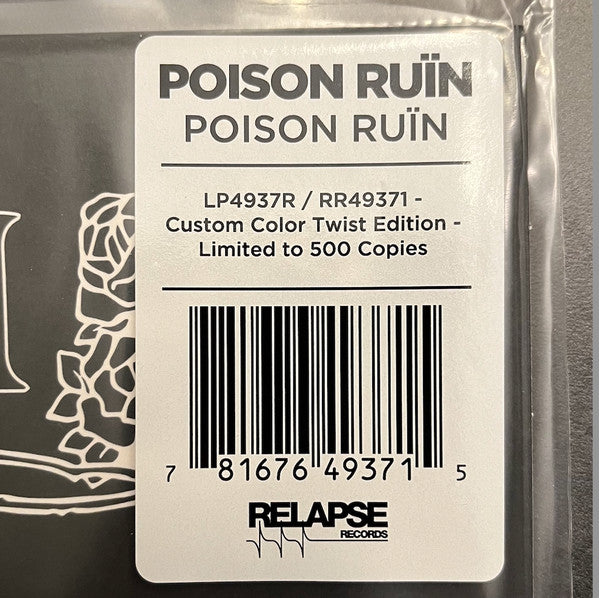 POISON RUÏN
POISON RUÏN
LP4937R / RR49371 -
Custom Color Twist Edition -
Limited to 500 Copies
7 81676 49371 5
RELAPSE
RECORDS